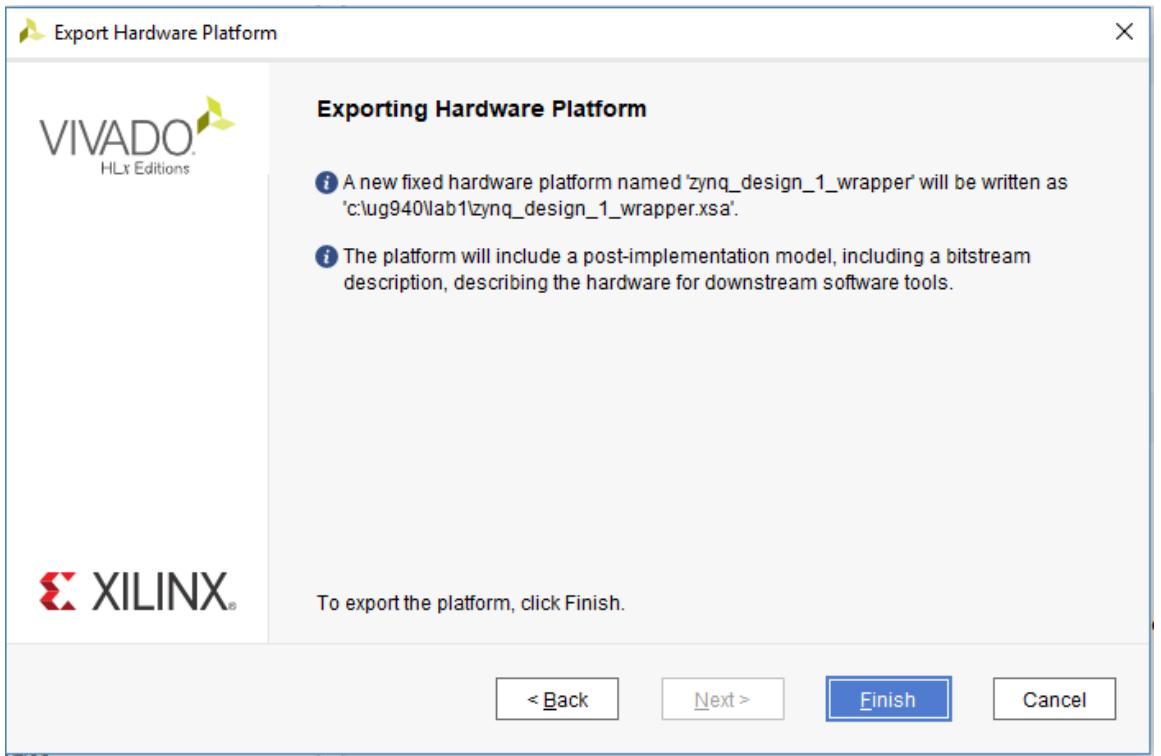 Export Hardware Platform
VIVADO.
HLx Editions
Exporting Hardware Platform
A new fixed hardware platform named 'zynq_design_1_wrapper' will be written as
'c:\ug940\lab1\zynq_design_1_wrapper.xsa'.
The platform will include a post-implementation model, including a bitstream
description, describing the hardware for downstream software tools.
XILINX®
To export the platform, click Finish.
< Back
Next >
Finish
Cancel